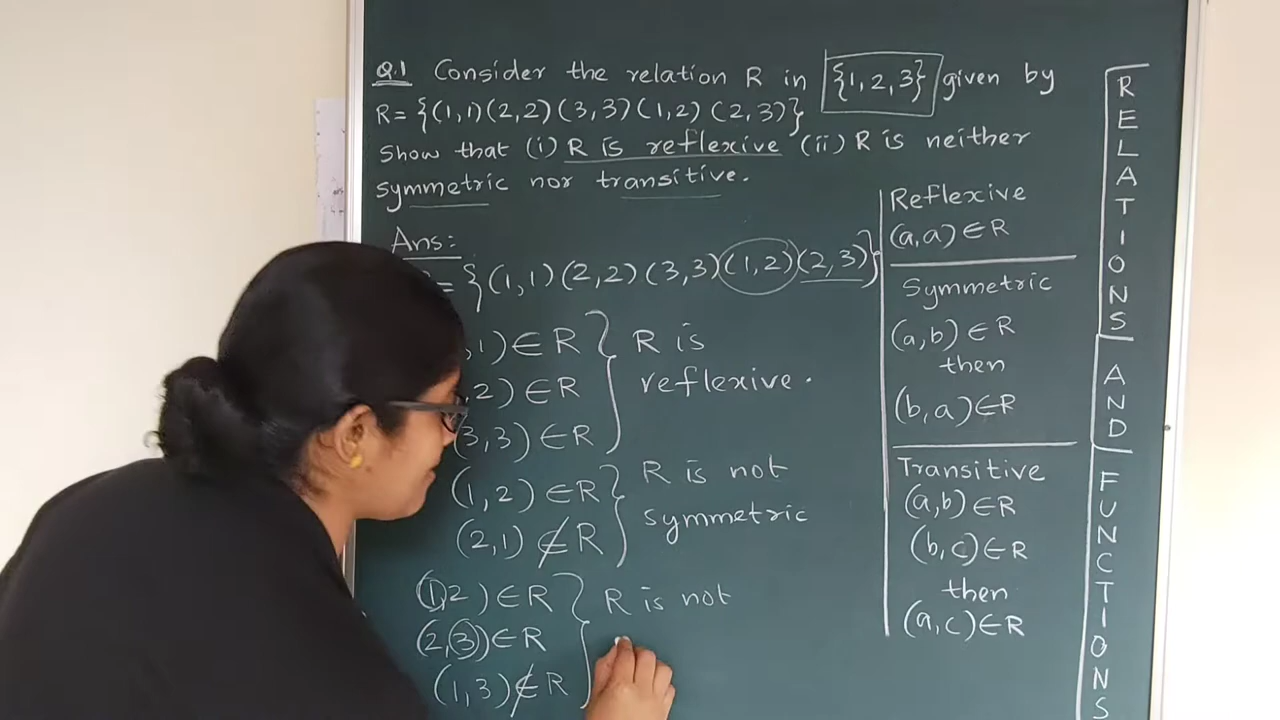 Q.1 Consider the relation R in {1,2,3} given by
R= {(1,1)(2,2)(3,3)(1,2)(2,3)}
Show that (i) R is reflexive (ii) R is neither
symmetric nor transitive.
Ans:
= {(1,1)(2,2)(3,3)(1,2)(2,3)}
,1)∈R
,2)∈R
(3,3)∈R
R is
reflexive.
(1,2)∈R
(2,1)∉R
R is not
symmetric
(1,2)∈R
(2,3)∈R
(1,3)∉R
R is not
Reflexive
(a,a)∈R
Symmetric
(a,b)∈R
then
(b,a)∈R
Transitive
(a,b)∈R
(b,c)∈R
then
(a,c)∈R
RELATIONS AND FUNCTIONS